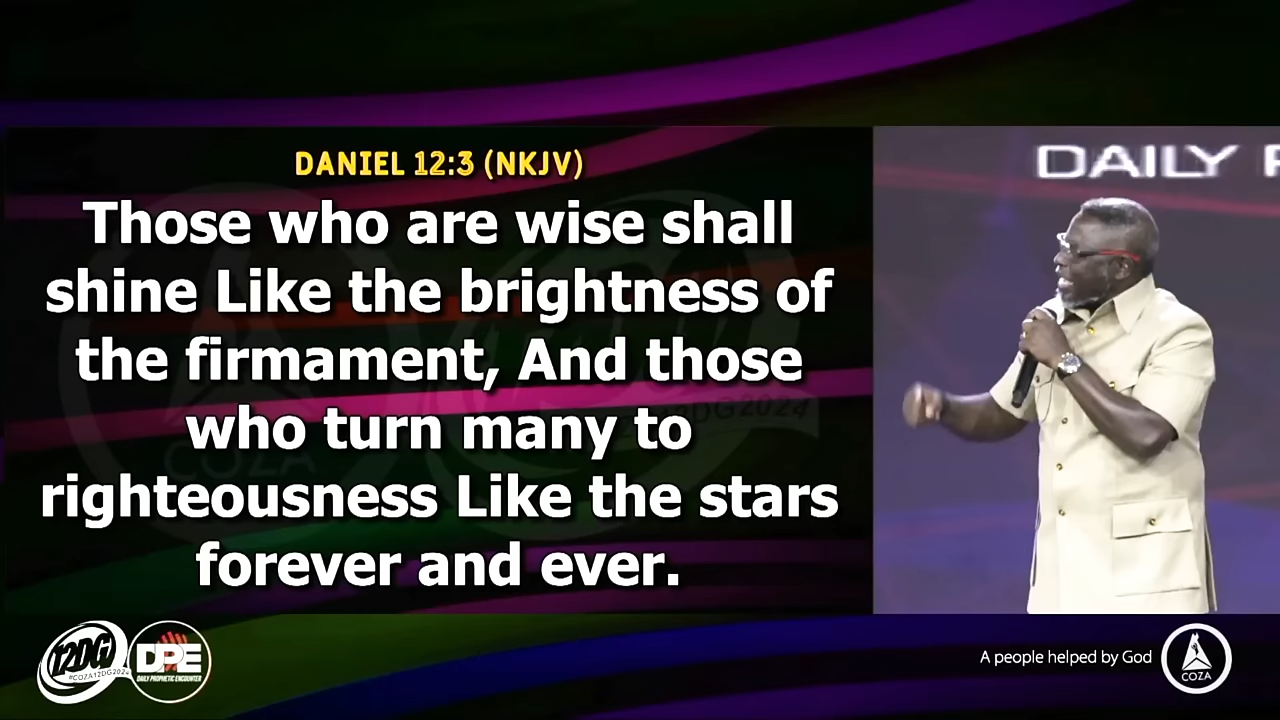 DANIEL 12:3 (NKJV)
Those who are wise shall
shine Like the brightness of
the firmament, And those
who turn many to
righteousness Like the stars
forever and ever.
DAILY P
12DG2024
COZA
12DG!
#COZA12DG2024
DPE
DAILY PROPHETIC ENCOUNTER
A people helped by God
COZA